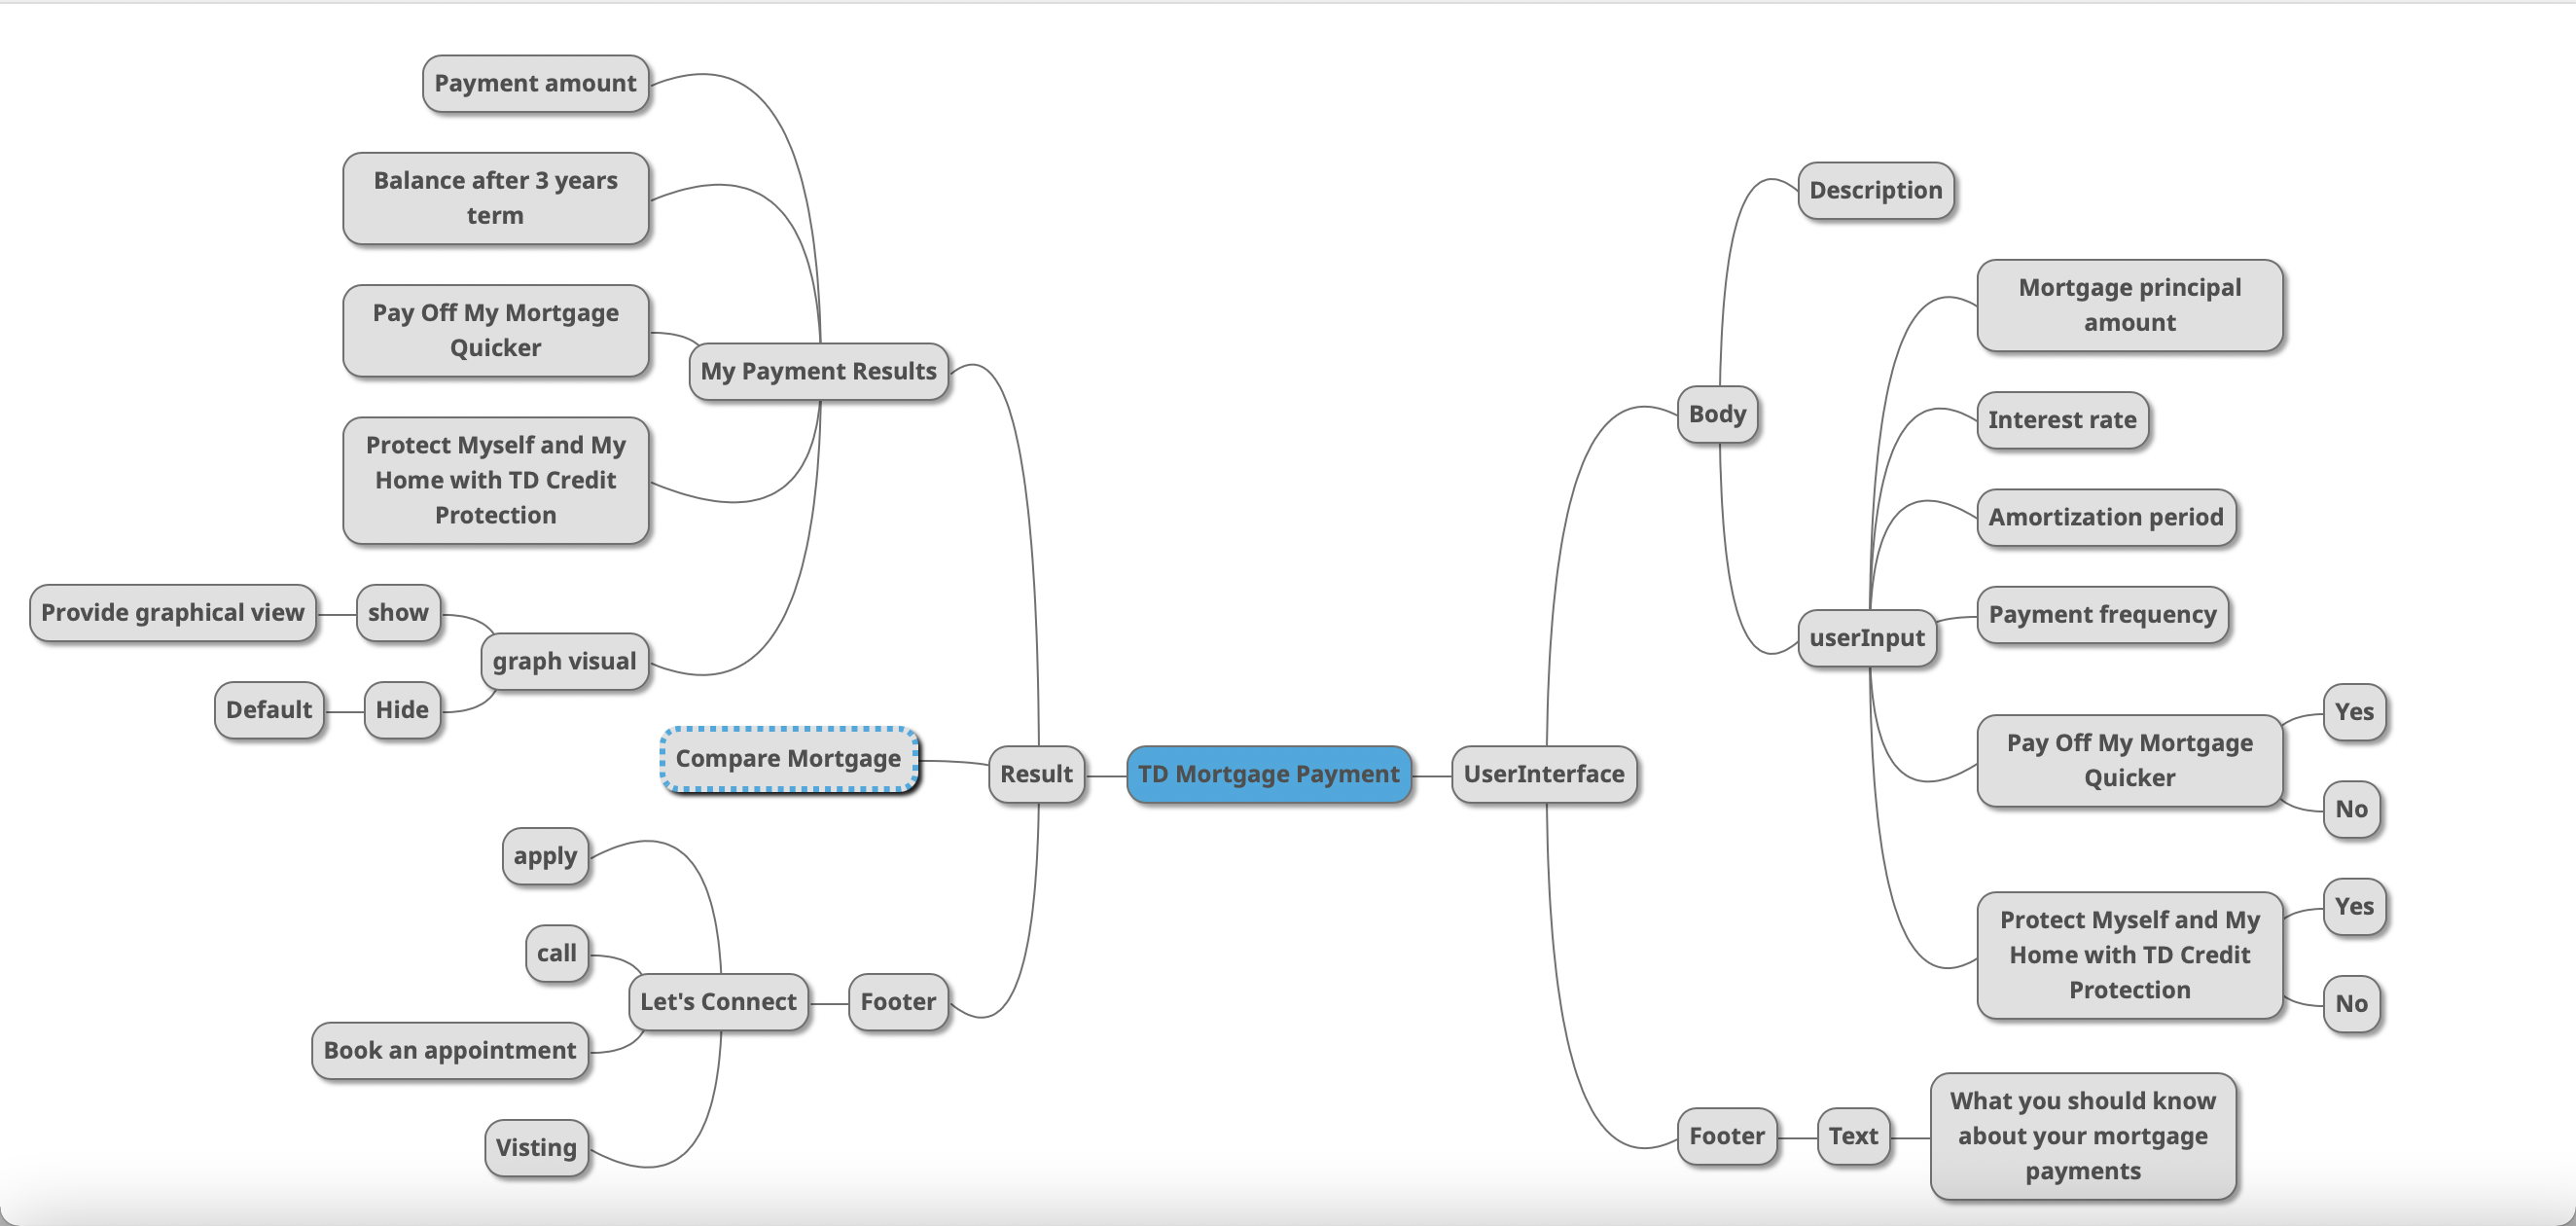 Payment amount
Balance after 3 years
term
Pay Off My Mortgage
Quicker
My Payment Results
Protect Myself and My
Home with TD Credit
Protection
Provide graphical view
show
graph visual
Default
Hide
Compare Mortgage
Result
TD Mortgage Payment
UserInterface
apply
call
Let's Connect
Footer
Book an appointment
Visting
Description
Body
Mortgage principal
amount
Interest rate
Amortization period
Payment frequency
userInput
Pay Off My Mortgage
Quicker
Yes
No
Protect Myself and My
Home with TD Credit
Protection
Yes
No
Footer
Text
What you should know
about your mortgage
payments